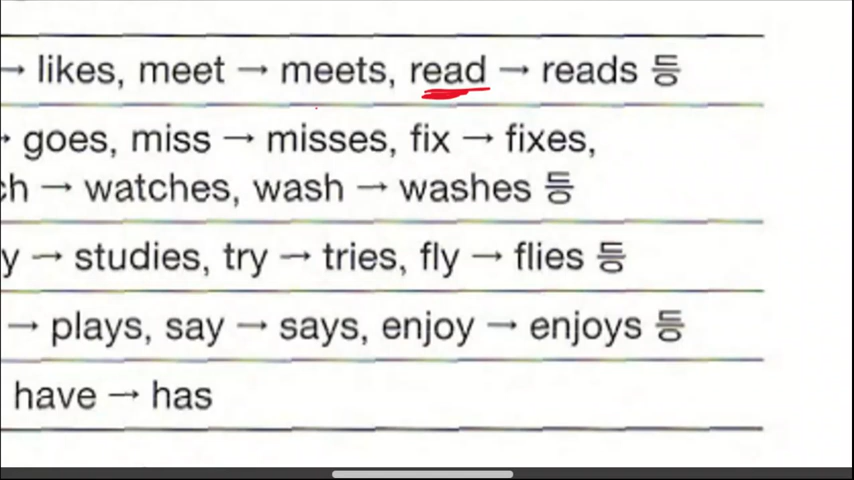 → likes, meet → meets, read → reads 등
→ goes, miss → misses, fix → fixes,
→ watches, wash → washes 등
→ studies, try → tries, fly → flies 등
→ plays, say → says, enjoy → enjoys 등
have → has